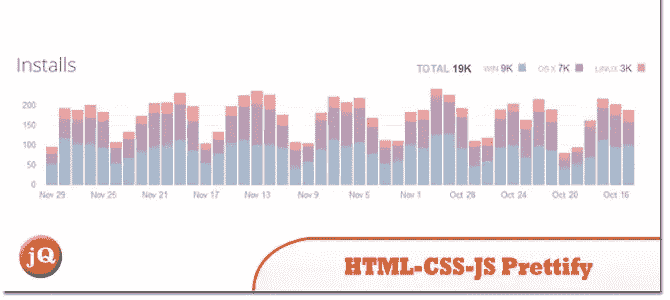 Installs
TOTAL 19K WIN 9K OS X 7K LINUX 3K
200
150
100
50
0
Nov 29 Nov 25 Nov 21 Nov 17 Nov 13 Nov 9 Nov 5 Nov 1 Oct 28 Oct 24 Oct 20 Oct 16
jQ
HTML-CSS-JS Prettify